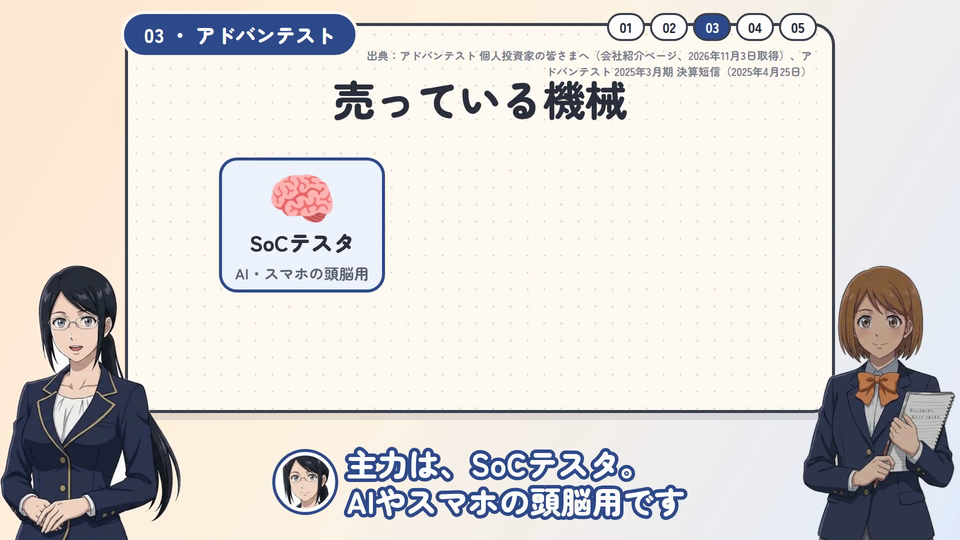 03 ・ アドバンテスト
01 02 03 04 05
出典：アドバンテスト 個人投資家の皆さまへ（会社紹介ページ、2026年11月3日取得）、ア
ドバンテスト 2025年3月期 決算短信（2025年4月25日）
売っている機械
SoCテスタ
AI・スマホの頭脳用
主力は、SoCテスタ。
AIやスマホの頭脳用です